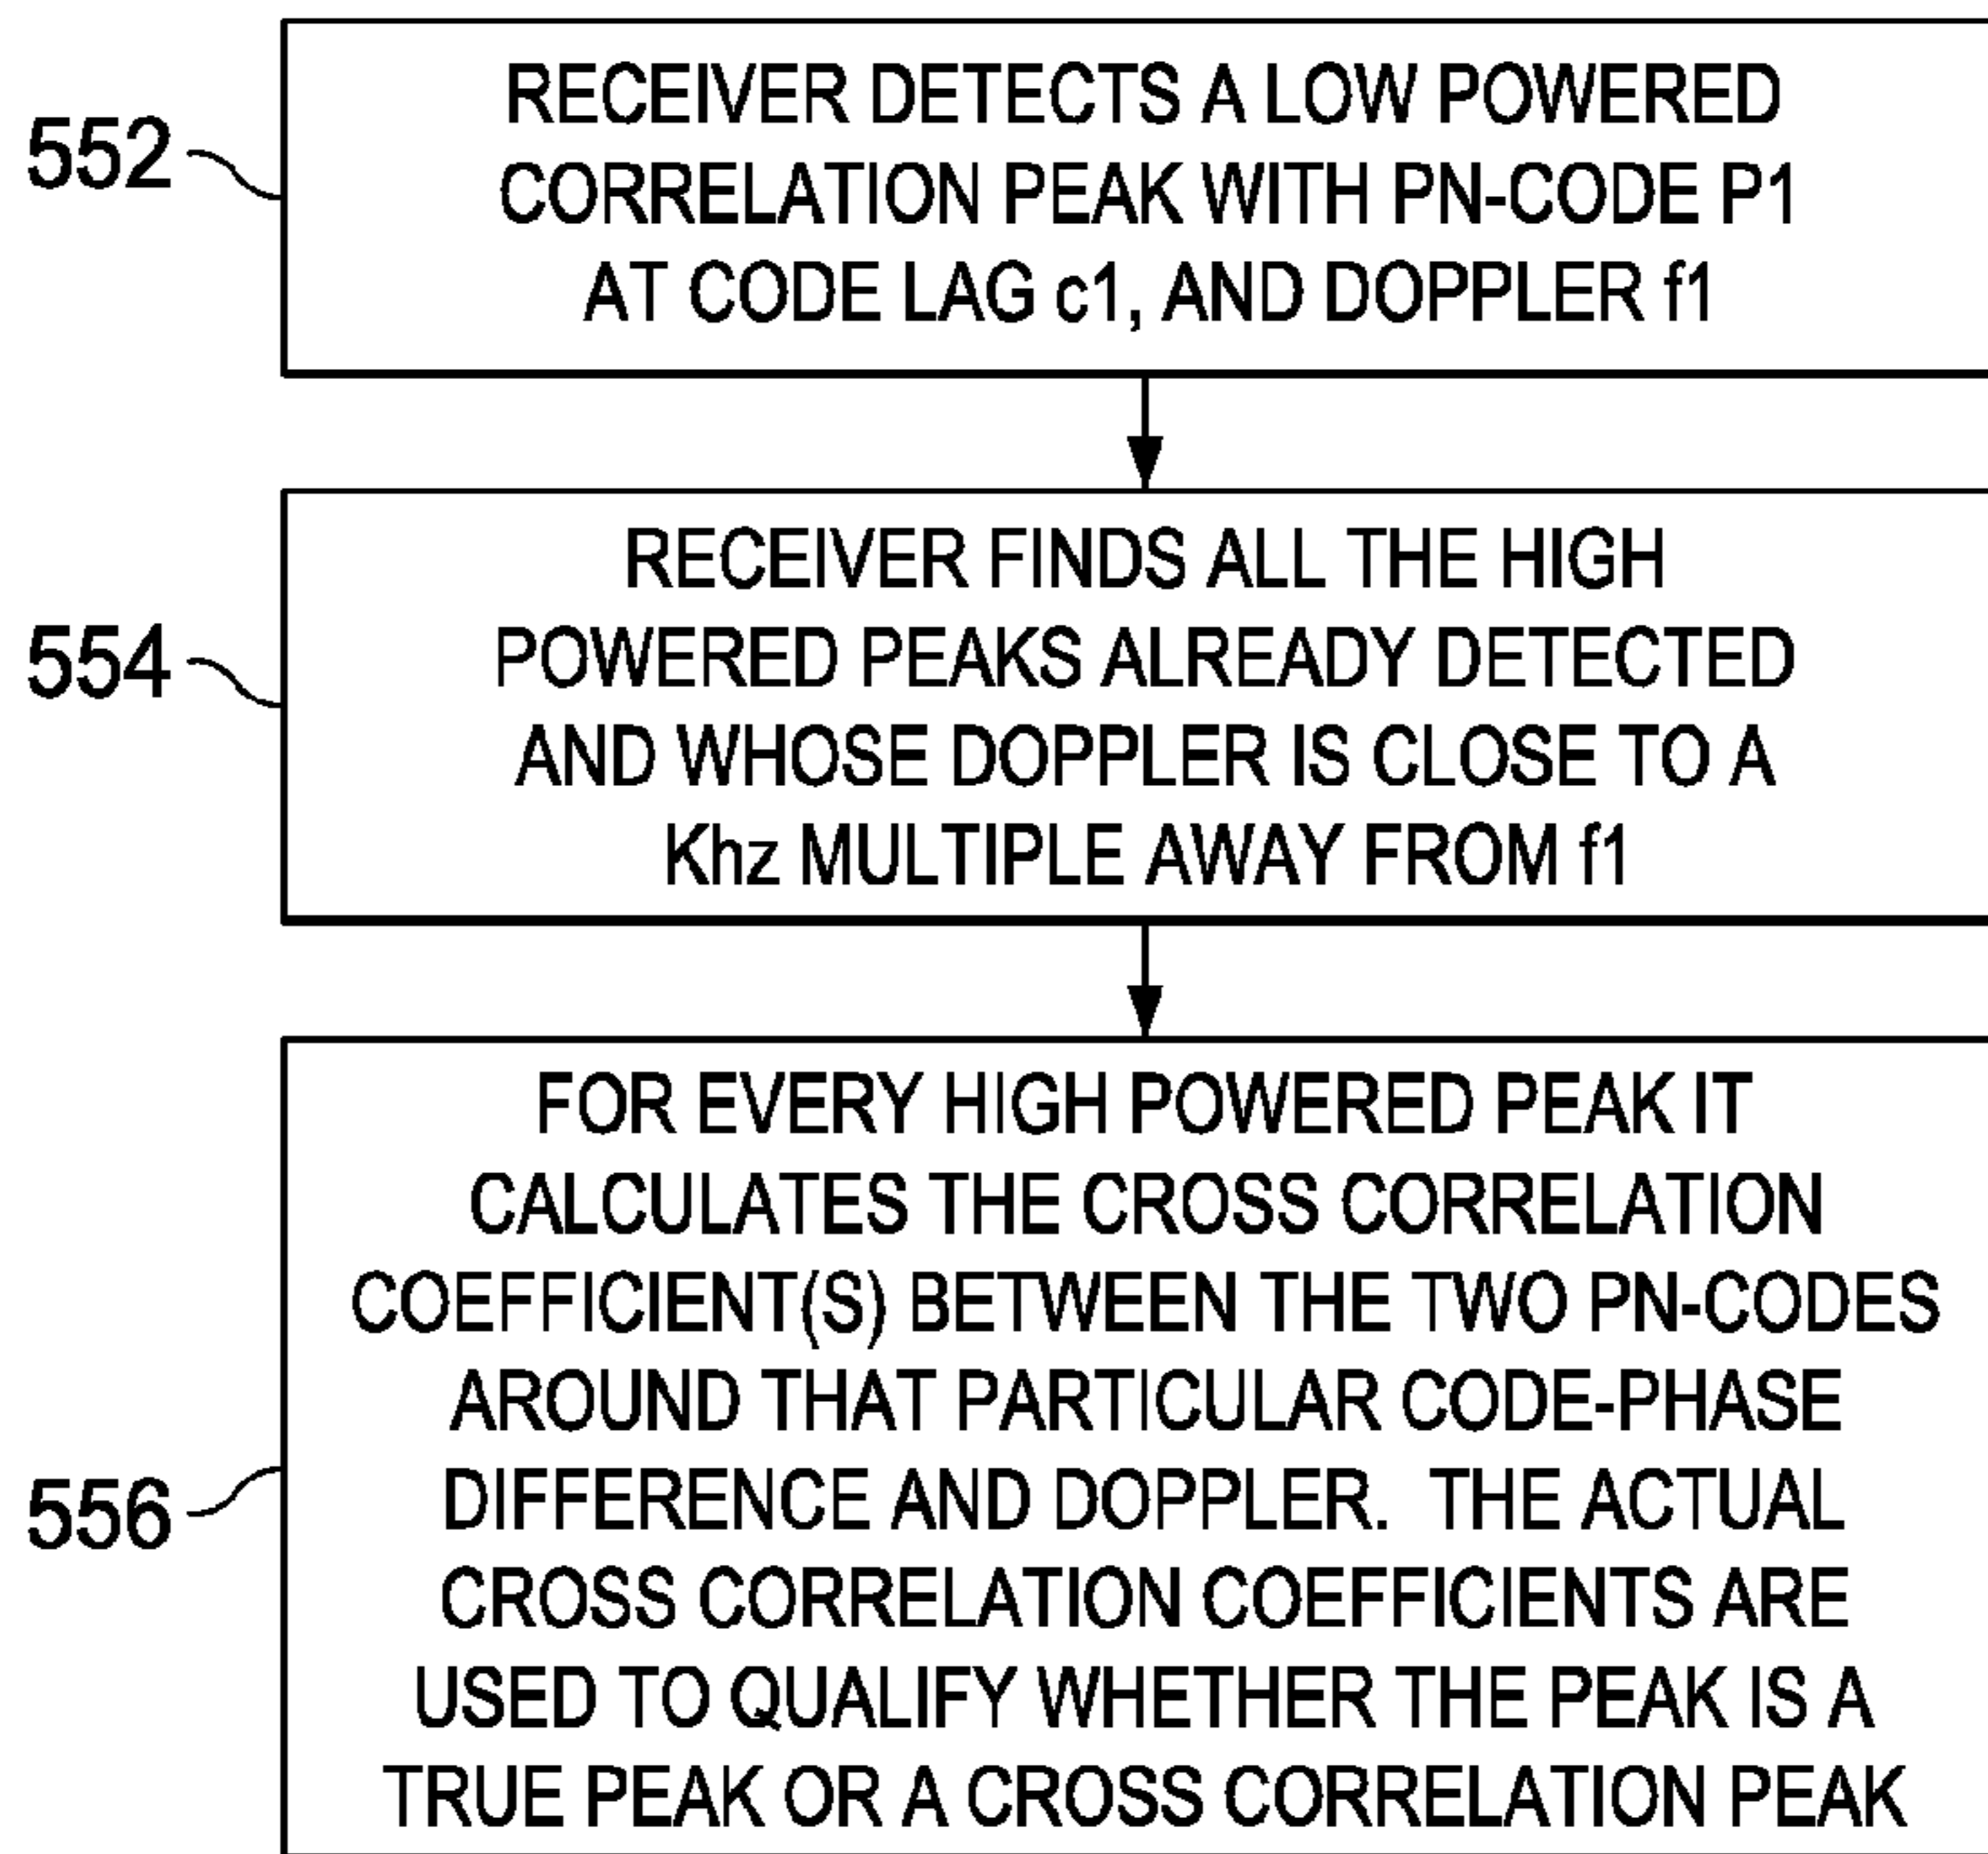 552
RECEIVER DETECTS A LOW POWERED
CORRELATION PEAK WITH PN-CODE P1
AT CODE LAG c1, AND DOPPLER f1
554
RECEIVER FINDS ALL THE HIGH
POWERED PEAKS ALREADY DETECTED
AND WHOSE DOPPLER IS CLOSE TO A
Khz MULTIPLE AWAY FROM f1
556
FOR EVERY HIGH POWERED PEAK IT
CALCULATES THE CROSS CORRELATION
COEFFICIENT(S) BETWEEN THE TWO PN-CODES
AROUND THAT PARTICULAR CODE-PHASE
DIFFERENCE AND DOPPLER. THE ACTUAL
CROSS CORRELATION COEFFICIENTS ARE
USED TO QUALIFY WHETHER THE PEAK IS A
TRUE PEAK OR A CROSS CORRELATION PEAK